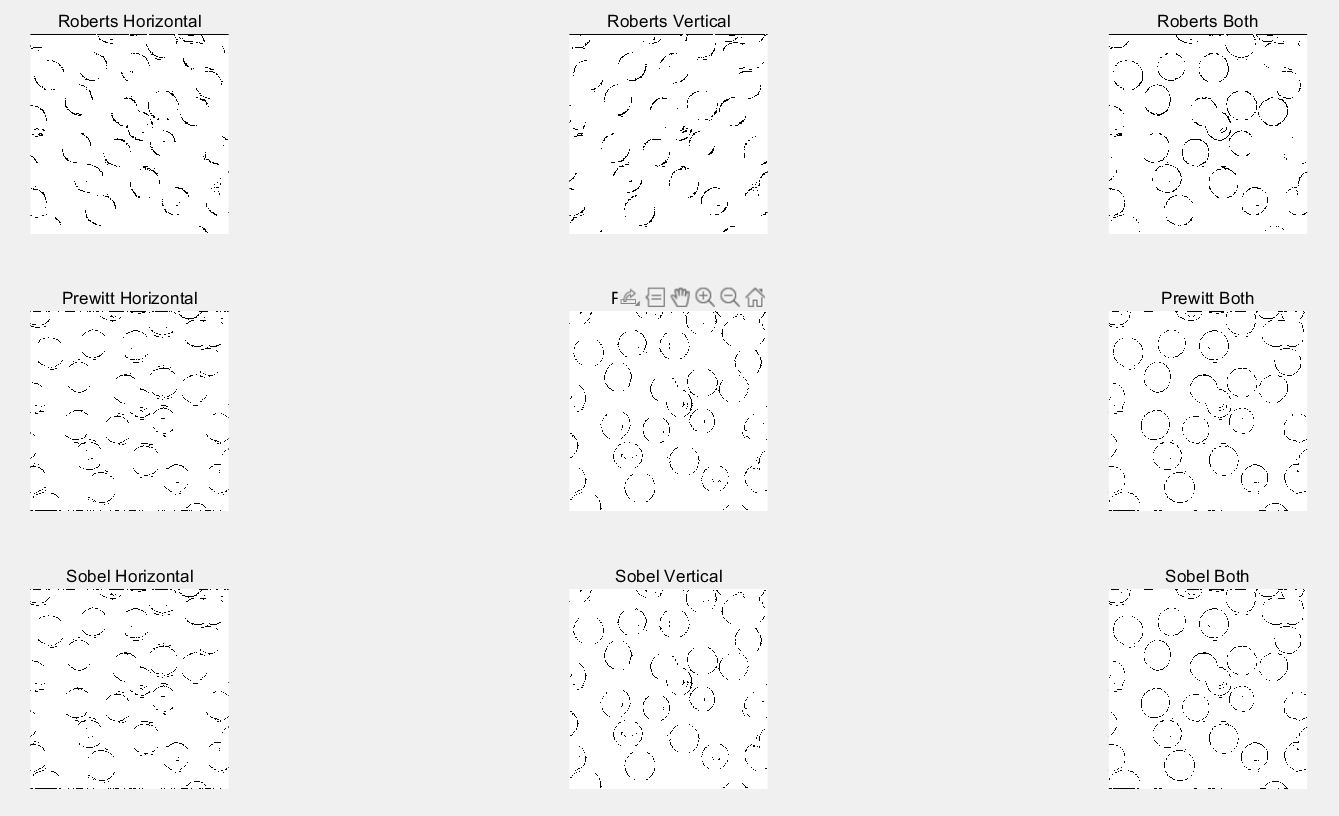 Roberts Horizontal
Roberts Vertical
Roberts Both
Prewitt Horizontal
Prewitt Both
Sobel Horizontal
Sobel Vertical
Sobel Both